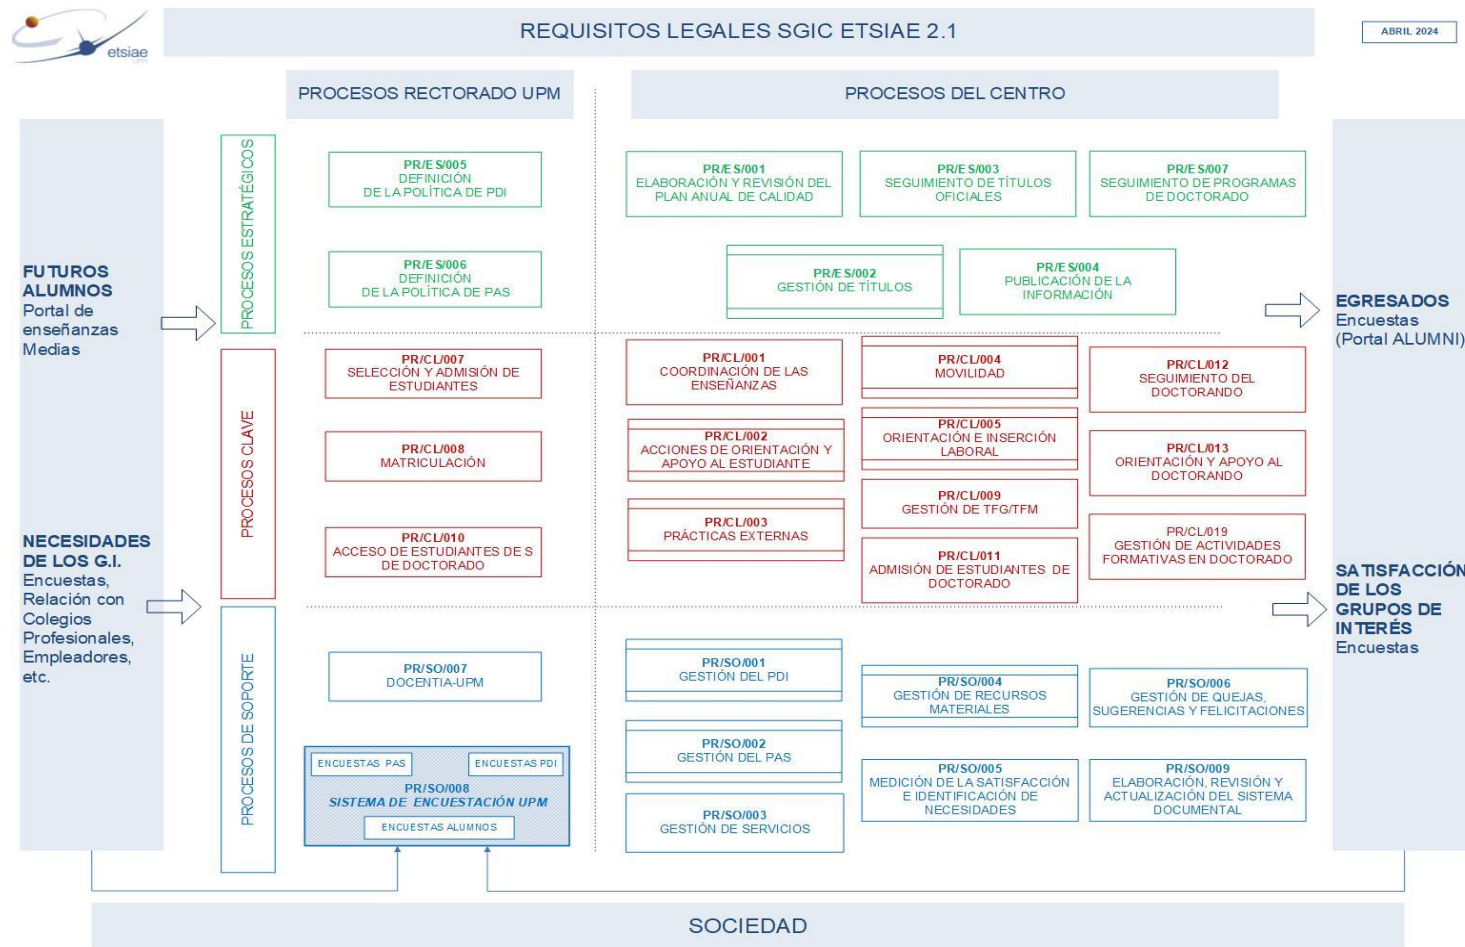 etsiae
REQUISITOS LEGALES SGIC ETSIAE 2.1
ABRIL 2024
PROCESOS RECTORADO UPM
PROCESOS DEL CENTRO
FUTUROS
ALUMNOS
Portal de
enseñanzas
Medias
NECESIDADES
DE LOS G.I.
Encuestas,
Relación con
Colegios
Profesionales,
Empleadores,
etc.
PROCESOS ESTRATÉGICOS
PR/ES/005
DEFINICIÓN
DE LA POLÍTICA DE PDI
PR/ES/006
DEFINICIÓN
DE LA POLÍTICA DE PAS
PR/ES/001
ELABORACIÓN Y REVISIÓN DEL
PLAN ANUAL DE CALIDAD
PR/ES/003
SEGUIMIENTO DE TÍTULOS
OFICIALES
PR/ES/007
SEGUIMIENTO DE PROGRAMAS
DE DOCTORADO
PR/ES/002
GESTIÓN DE TÍTULOS
PR/ES/004
PUBLICACIÓN DE LA
INFORMACIÓN
PROCESOS CLAVE
PR/CL/007
SELECCIÓN Y ADMISIÓN DE
ESTUDIANTES
PR/CL/008
MATRICULACIÓN
PR/CL/010
ACCESO DE ESTUDIANTES DE S
DE DOCTORADO
PR/CL/001
COORDINACIÓN DE LAS
ENSEÑANZAS
PR/CL/002
ACCIONES DE ORIENTACIÓN Y
APOYO AL ESTUDIANTE
PR/CL/003
PRÁCTICAS EXTERNAS
PR/CL/004
MOVILIDAD
PR/CL/005
ORIENTACIÓN E INSERCIÓN
LABORAL
PR/CL/009
GESTIÓN DE TFG/TFM
PR/CL/011
ADMISIÓN DE ESTUDIANTES DE
DOCTORADO
PR/CL/012
SEGUIMIENTO DEL
DOCTORANDO
PR/CL/013
ORIENTACIÓN Y APOYO AL
DOCTORANDO
PR/CL/019
GESTIÓN DE ACTIVIDADES
FORMATIVAS EN DOCTORADO
PROCESOS DE SOPORTE
PR/SO/007
DOCENTIA-UPM
ENCUESTAS PAS
ENCUESTAS PDI
PR/SO/008
SISTEMA DE ENCUESTACIÓN UPM
ENCUESTAS ALUMNOS
PR/SO/001
GESTIÓN DEL PDI
PR/SO/002
GESTIÓN DEL PAS
PR/SO/003
GESTIÓN DE SERVICIOS
PR/SO/004
GESTIÓN DE RECURSOS
MATERIALES
PR/SO/005
MEDICIÓN DE LA SATISFACCIÓN
E IDENTIFICACIÓN DE
NECESIDADES
PR/SO/006
GESTIÓN DE QUEJAS,
SUGERENCIAS Y FELICITACIONES
PR/SO/009
ELABORACIÓN, REVISIÓN Y
ACTUALIZACIÓN DEL SISTEMA
DOCUMENTAL
EGRESADOS
Encuestas
(Portal ALUMNI)
SATISFACCIÓN
DE LOS
GRUPOS DE
INTERÉS
Encuestas
SOCIEDAD